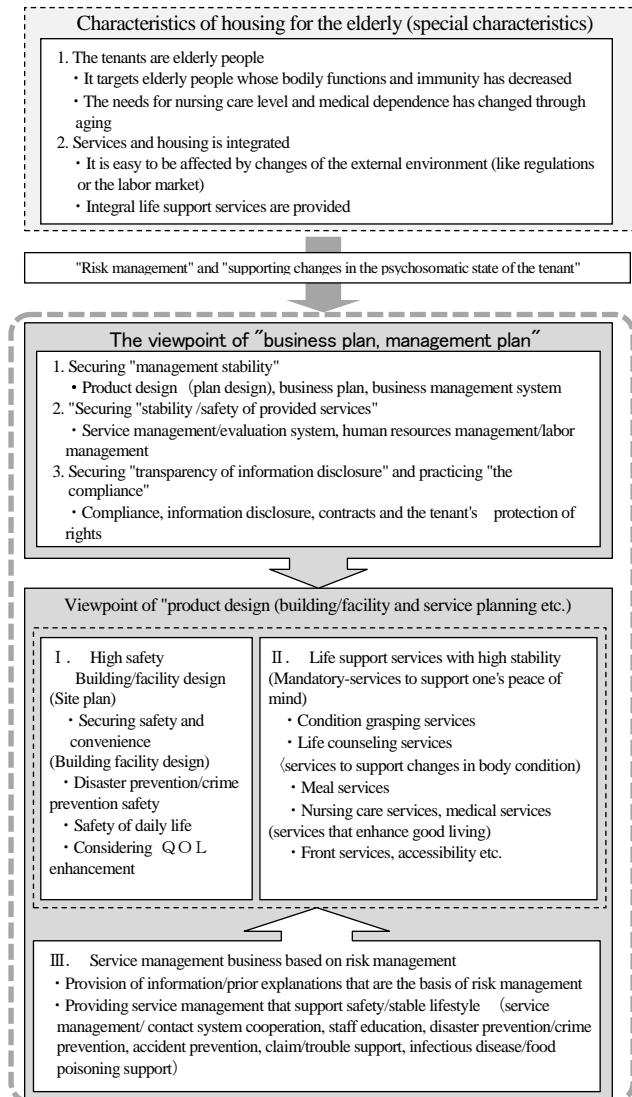 Characteristics of housing for the elderly (special characteristics)
1. The tenants are elderly people
・It targets elderly people whose bodily functions and immunity has decreased
・The needs for nursing care level and medical dependence has changed through
aging
2. Services and housing is integrated
・It is easy to be affected by changes of the external environment (like regulations
or the labor market)
・Integral life support services are provided
"Risk management" and "supporting changes in the psychosomatic state of the tenant"
The viewpoint of "business plan, management plan"
1. Securing "management stability"
・Product design (plan design), business plan, business management system
2. "Securing "stability /safety of provided services"
・Service management/evaluation system, human resources management/labor
management
3. Securing "transparency of information disclosure" and practicing "the
compliance"
・Compliance, information disclosure, contracts and the tenant's protection of
rights
Viewpoint of "product design (building/facility and service planning etc.)
Ⅰ. High safety
Building/facility design
(Site plan)
・Securing safety and
convenience
(Building facility design)
・Disaster prevention/crime
prevention safety
・Safety of daily life
・Considering ＱＯＬ
enhancement
Ⅱ. Life support services with high stability
(Mandatory-services to support one's peace of
mind)
・Condition grasping services
・Life counseling services
〈services to support changes in body condition)
・Meal services
・Nursing care services, medical services
(services that enhance good living)
・Front services, accessibility etc.
Ⅲ. Service management business based on risk management
・Provision of information/prior explanations that are the basis of risk management
・Providing service management that support safety/stable lifestyle （service
management/ contact system cooperation, staff education, disaster prevention/crime
prevention, accident prevention, claim/trouble support, infectious disease/food
poisoning support）